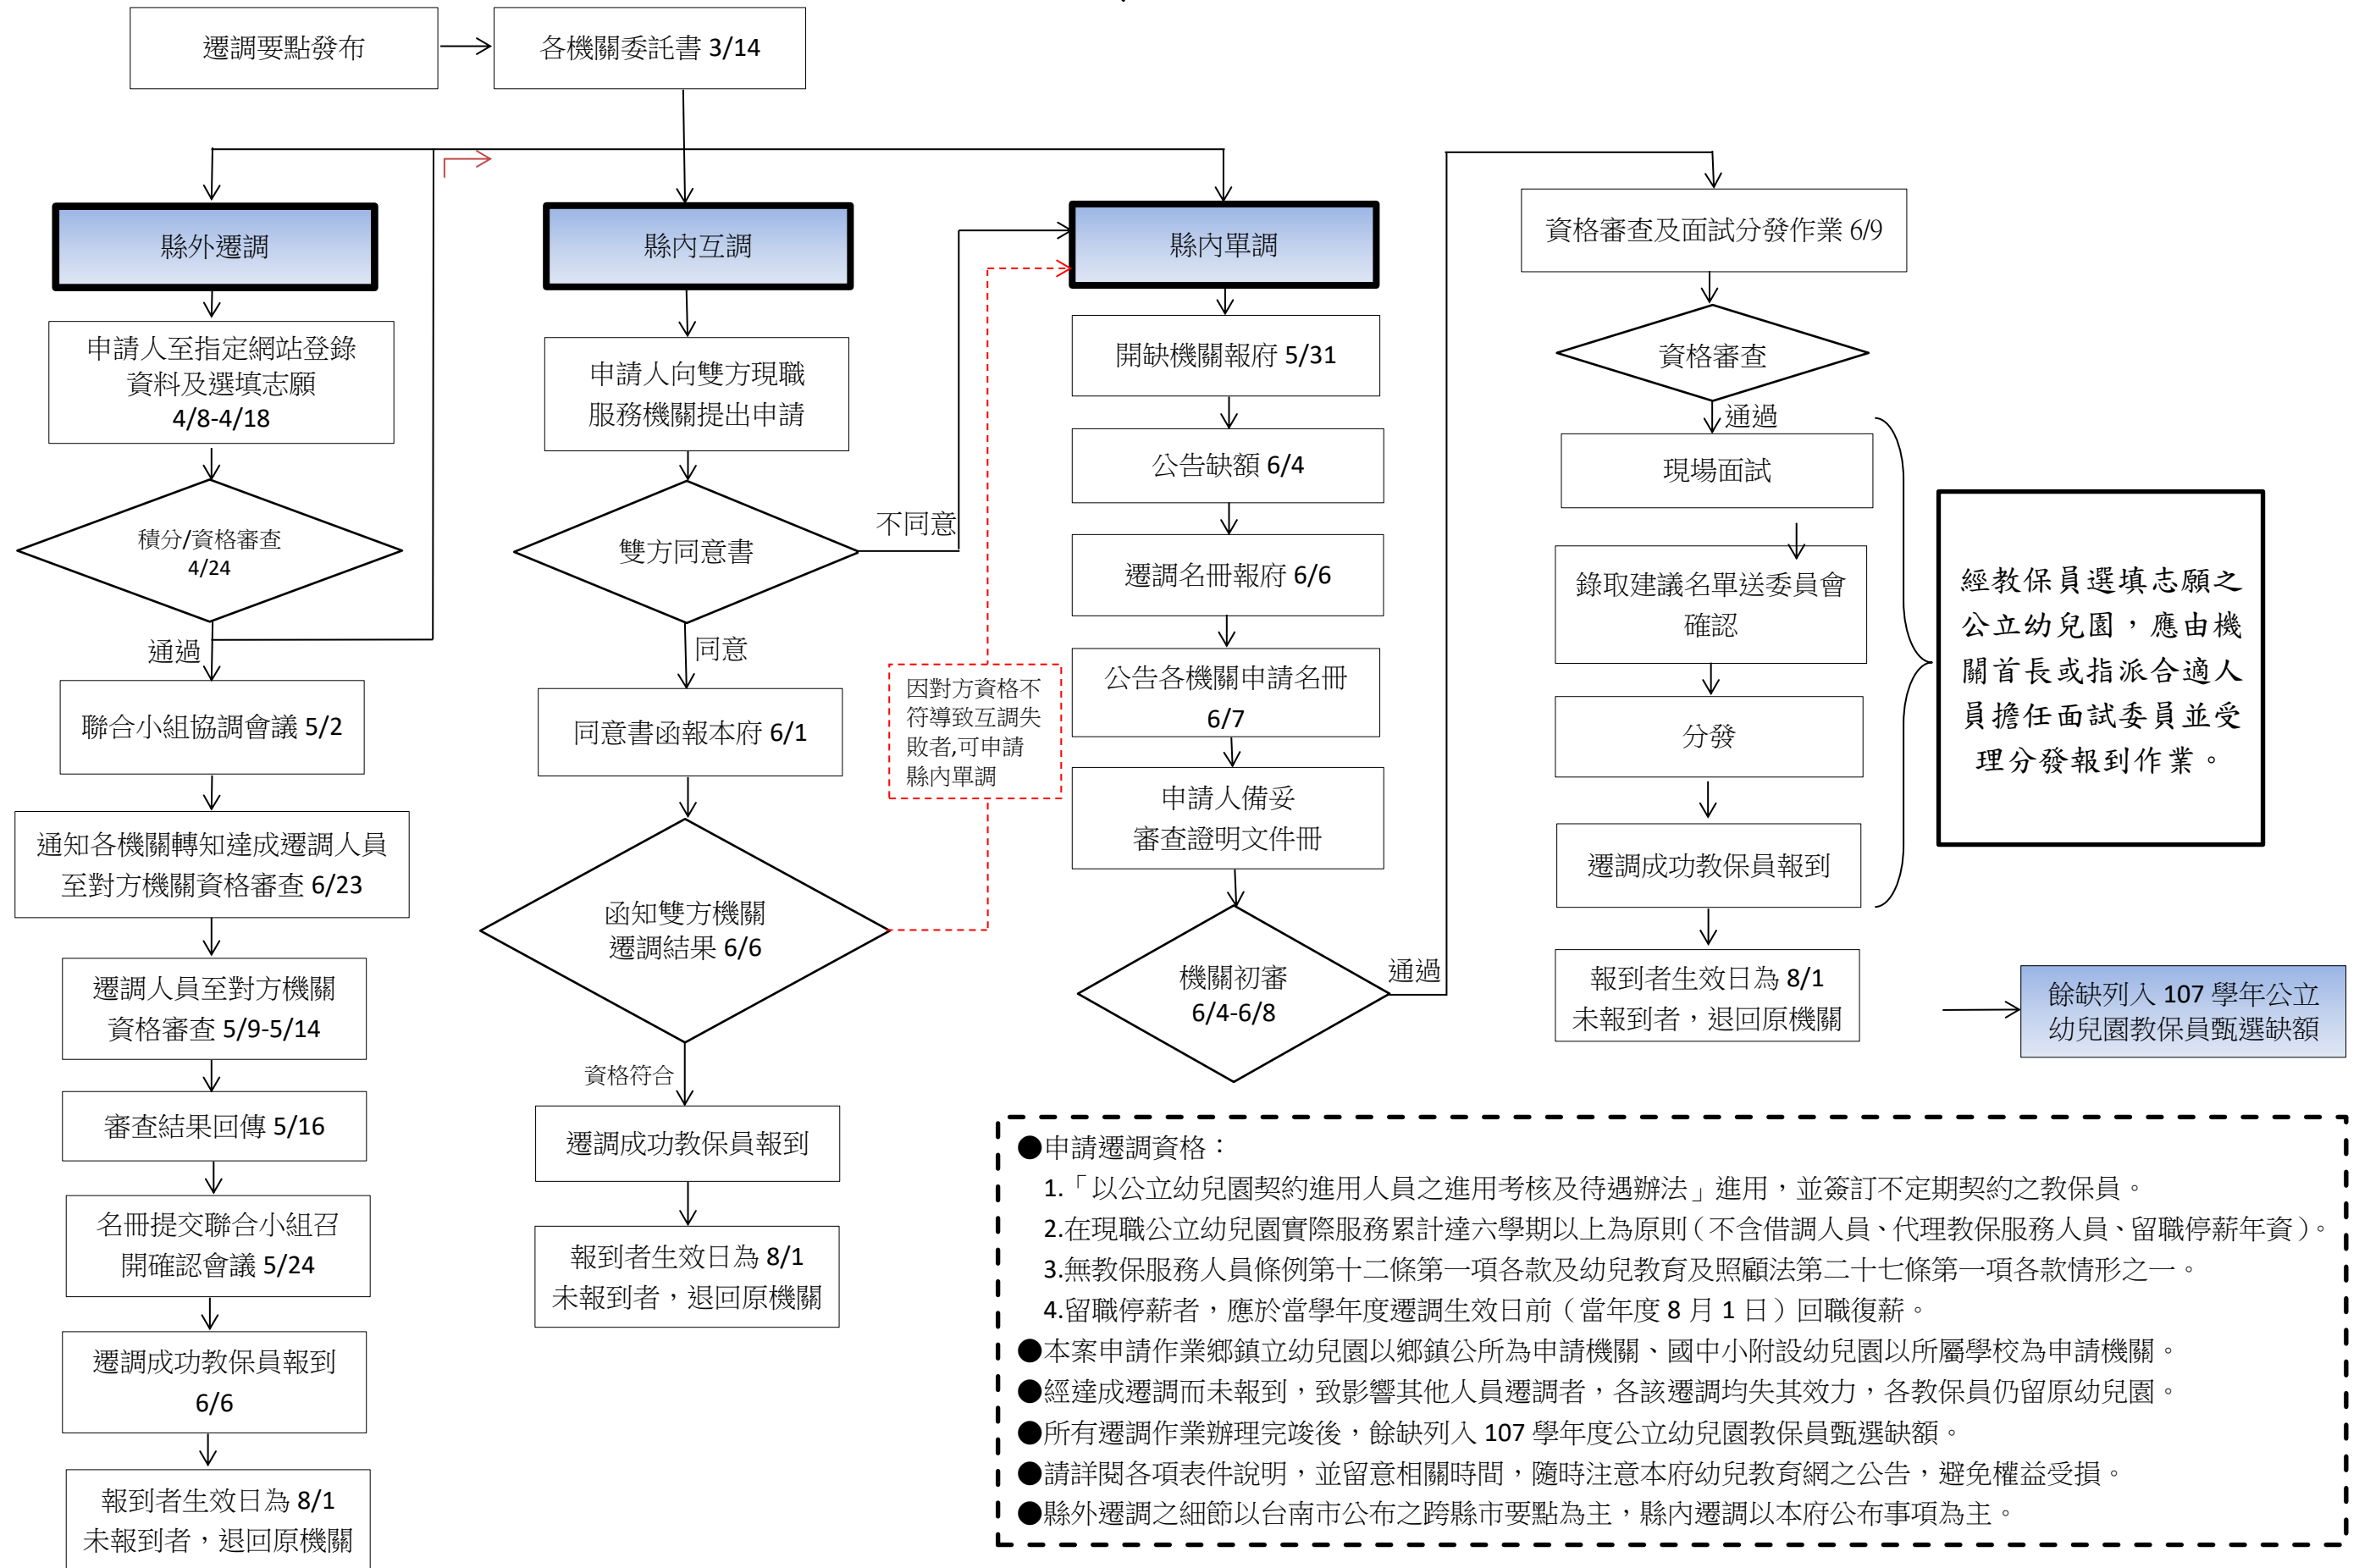 遷調要點發布
各機關委託書 3/14
縣外遷調
申請人至指定網站登錄
資料及選填志願
4/8-4/18
積分/資格審查
4/24
通過
聯合小組協調會議 5/2
通知各機關轉知達成遷調人員
至對方機關資格審查 6/23
遷調人員至對方機關
資格審查 5/9-5/14
審查結果回傳 5/16
名冊提交聯合小組召
開確認會議 5/24
遷調成功教保員報到
6/6
報到者生效日為 8/1
未報到者，退回原機關
縣內互調
申請人向雙方現職
服務機關提出申請
雙方同意書
不同意
同意
同意書函報本府 6/1
函知雙方機關
遷調結果 6/6
因對方資格不
符導致互調失
敗者,可申請
縣內單調
資格符合
遷調成功教保員報到
報到者生效日為 8/1
未報到者，退回原機關
縣內單調
開缺機關報府 5/31
公告缺額 6/4
遷調名冊報府 6/6
公告各機關申請名冊
6/7
申請人備妥
審查證明文件冊
機關初審
6/4-6/8
通過
資格審查及面試分發作業 6/9
資格審查
通過
現場面試
錄取建議名單送委員會
確認
分發
遷調成功教保員報到
報到者生效日為 8/1
未報到者，退回原機關
經教保員選填志願之
公立幼兒園，應由機
關首長或指派合適人
員擔任面試委員並受
理分發報到作業。
餘缺列入 107 學年公立
幼兒園教保員甄選缺額
●申請遷調資格：
1.「以公立幼兒園契約進用人員之進用考核及待遇辦法」進用，並簽訂不定期契約之教保員。
2.在現職公立幼兒園實際服務累計達六學期以上為原則（不含借調人員、代理教保服務人員、留職停薪年資）。
3.無教保服務人員條例第十二條第一項各款及幼兒教育及照顧法第二十七條第一項各款情形之一。
4.留職停薪者，應於當學年度遷調生效日前（當年度 8 月 1 日）回職復薪。
●本案申請作業鄉鎮立幼兒園以鄉鎮公所為申請機關、國中小附設幼兒園以所屬學校為申請機關。
●經達成遷調而未報到，致影響其他人員遷調者，各該遷調均失其效力，各教保員仍留原幼兒園。
●所有遷調作業辦理完竣後，餘缺列入 107 學年度公立幼兒園教保員甄選缺額。
●請詳閱各項表件說明，並留意相關時間，隨時注意本府幼兒教育網之公告，避免權益受損。
●縣外遷調之細節以台南市公布之跨縣市要點為主，縣內遷調以本府公布事項為主。